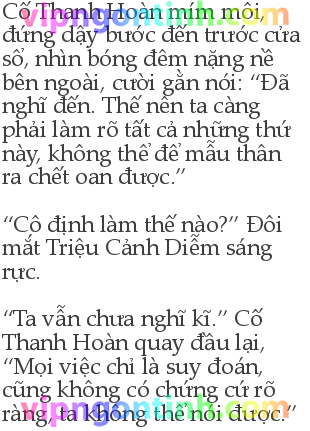 Cố Thanh Hoàn mím môi,
đứng dậy bước đến trước cửa
sổ, nhìn bóng đêm nặng nề
bên ngoài, cười gằn nói: “Đã
nghĩ đến. Thế nên ta càng
phải làm rõ tất cả những thứ
này, không thể để mẫu thân
ra chết oan được.”
“Cô định làm thế nào?” Đôi
mắt Triệu Cảnh Diễm sáng
rực.
“Ta vẫn chưa nghĩ kĩ.” Cố
Thanh Hoàn quay đầu lại,
“Mọi việc chỉ là suy đoán,
cũng không có chứng cứ rõ
ràng, ta không thể nói được.”
vipngontinh.com
vipngontinh.com